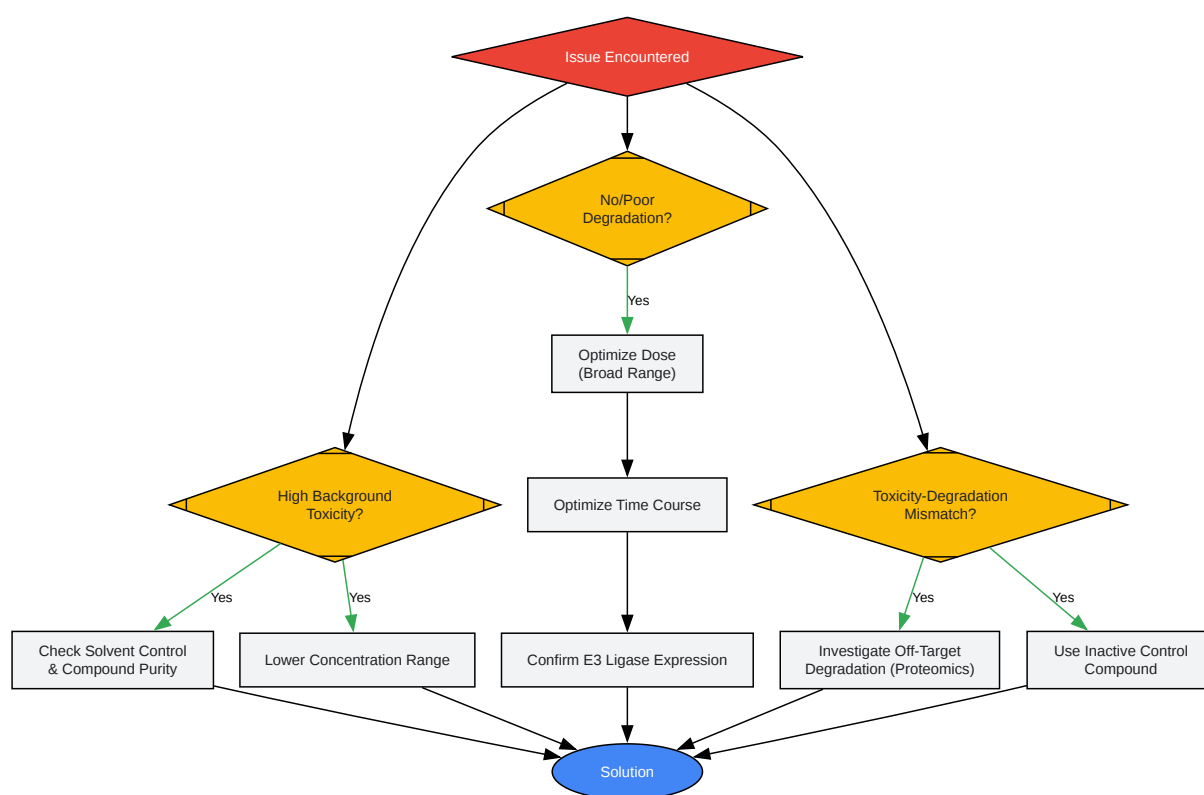 Issue Encountered
No/Poor
Degradation?
Yes
Optimize Dose
(Broad Range)
High Background
Toxicity?
Optimize Time Course
Toxicity-Degradation
Mismatch?
Yes
Yes
Yes
Yes
Check Solvent Control
& Compound Purity
Lower Concentration Range
Confirm E3 Ligase Expression
Investigate Off-Target
Degradation (Proteomics)
Use Inactive Control
Compound
Solution